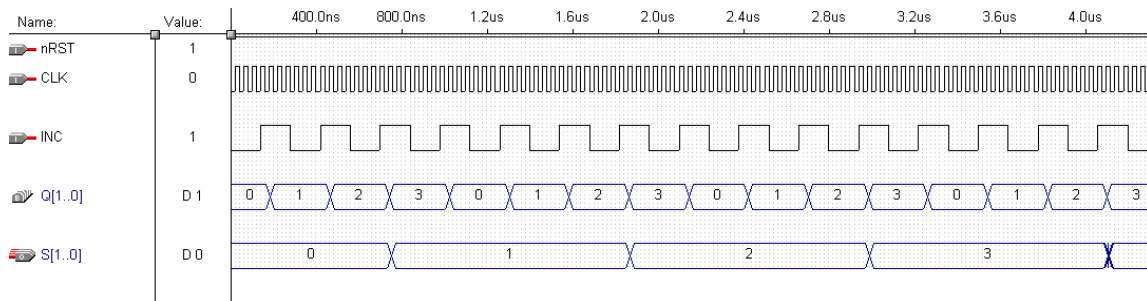 Name: Value: 400.0ns 800.0ns 1.2us 1.6us 2.0us 2.4us 2.8us 3.2us 3.6us 4.0us
nRST 1
CLK 0
INC 1
Q[1..0] D 1 0 1 2 3 0 1 2 3 0 1 2 3 0 1 2 3
S[1..0] D 0 0 1 2 3